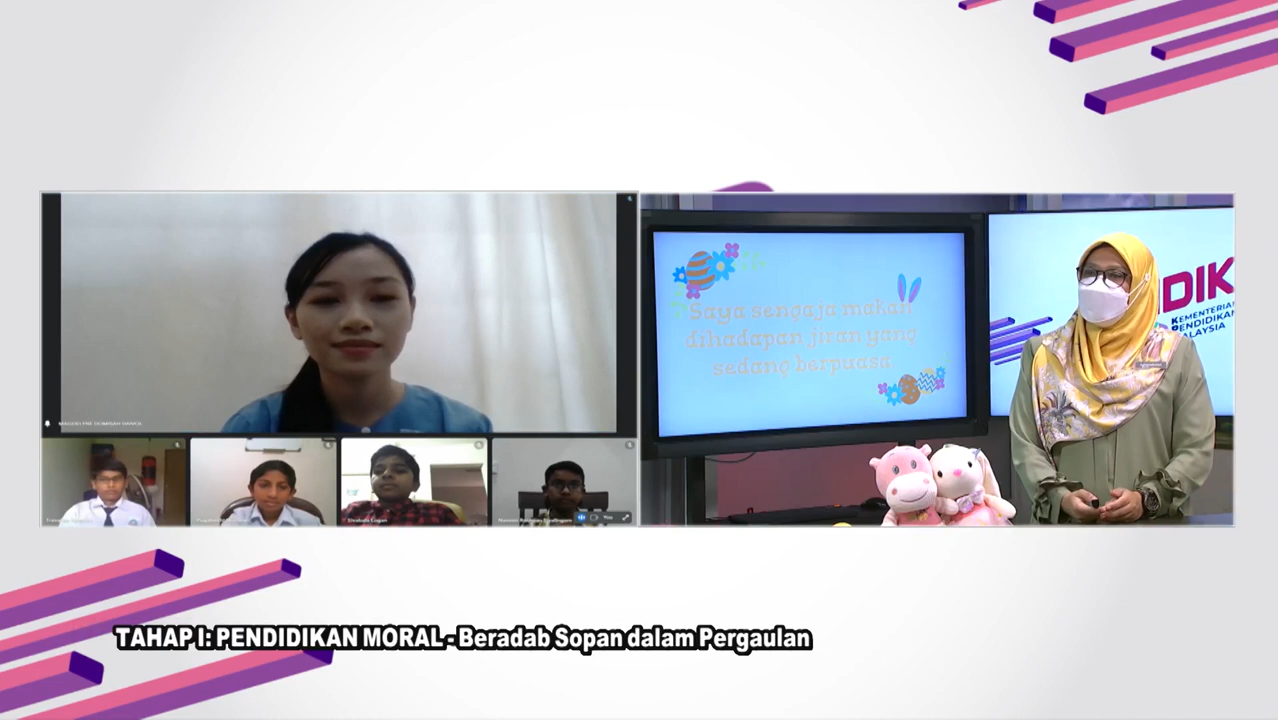 Saya sengaja makan
dihadapan jiran yang
sedang berpuasa
DIK
KEMENTERIAN
PENDIDIKAN
MALAYSIA
You
TAHAP I: PENDIDIKAN MORAL - Beradab Sopan dalam Pergaulan